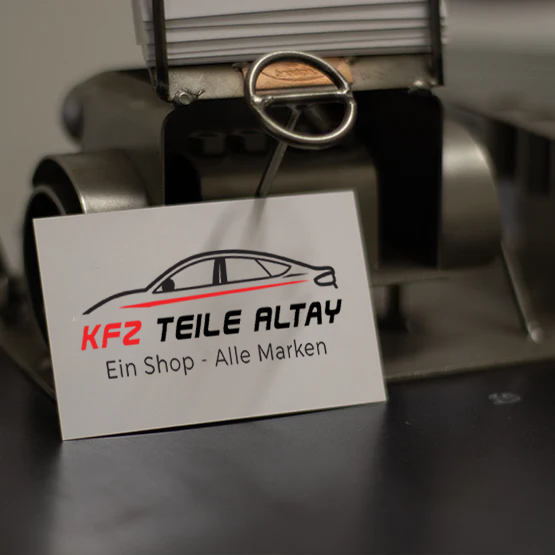 KFZ TEILE ALTAY
Ein Shop - Alle Marken